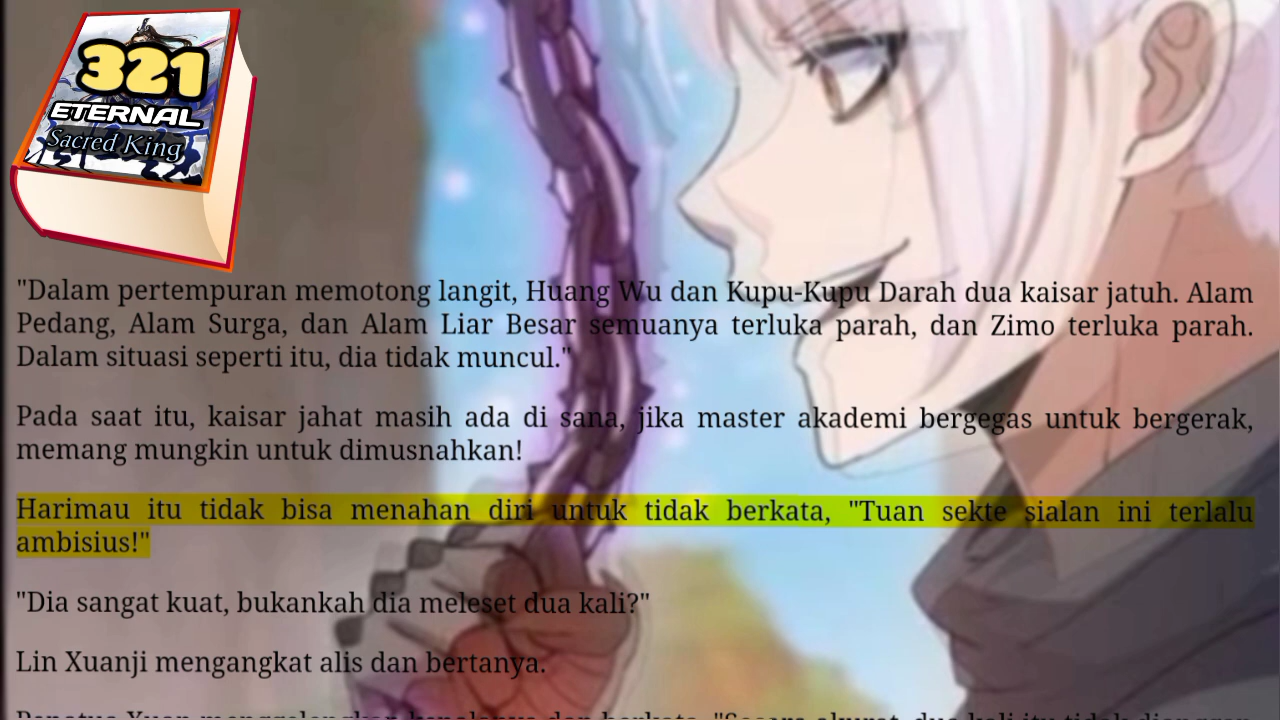 321
ETERNAL
Sacred King
"Dalam pertempuran memotong langit, Huang Wu dan Kupu-Kupu Darah dua kaisar jatuh. Alam
Pedang, Alam Surga, dan Alam Liar Besar semuanya terluka parah, dan Zimo terluka parah.
Dalam situasi seperti itu, dia tidak muncul."
Pada saat itu, kaisar jahat masih ada di sana, jika master akademi bergegas untuk bergerak,
memang mungkin untuk dimusnahkan!
Harimau itu tidak bisa menahan diri untuk tidak berkata, "Tuan sekte sialan ini terlalu
ambisius!"
"Dia sangat kuat, bukankah dia meleset dua kali?"
Lin Xuanji mengangkat alis dan bertanya.